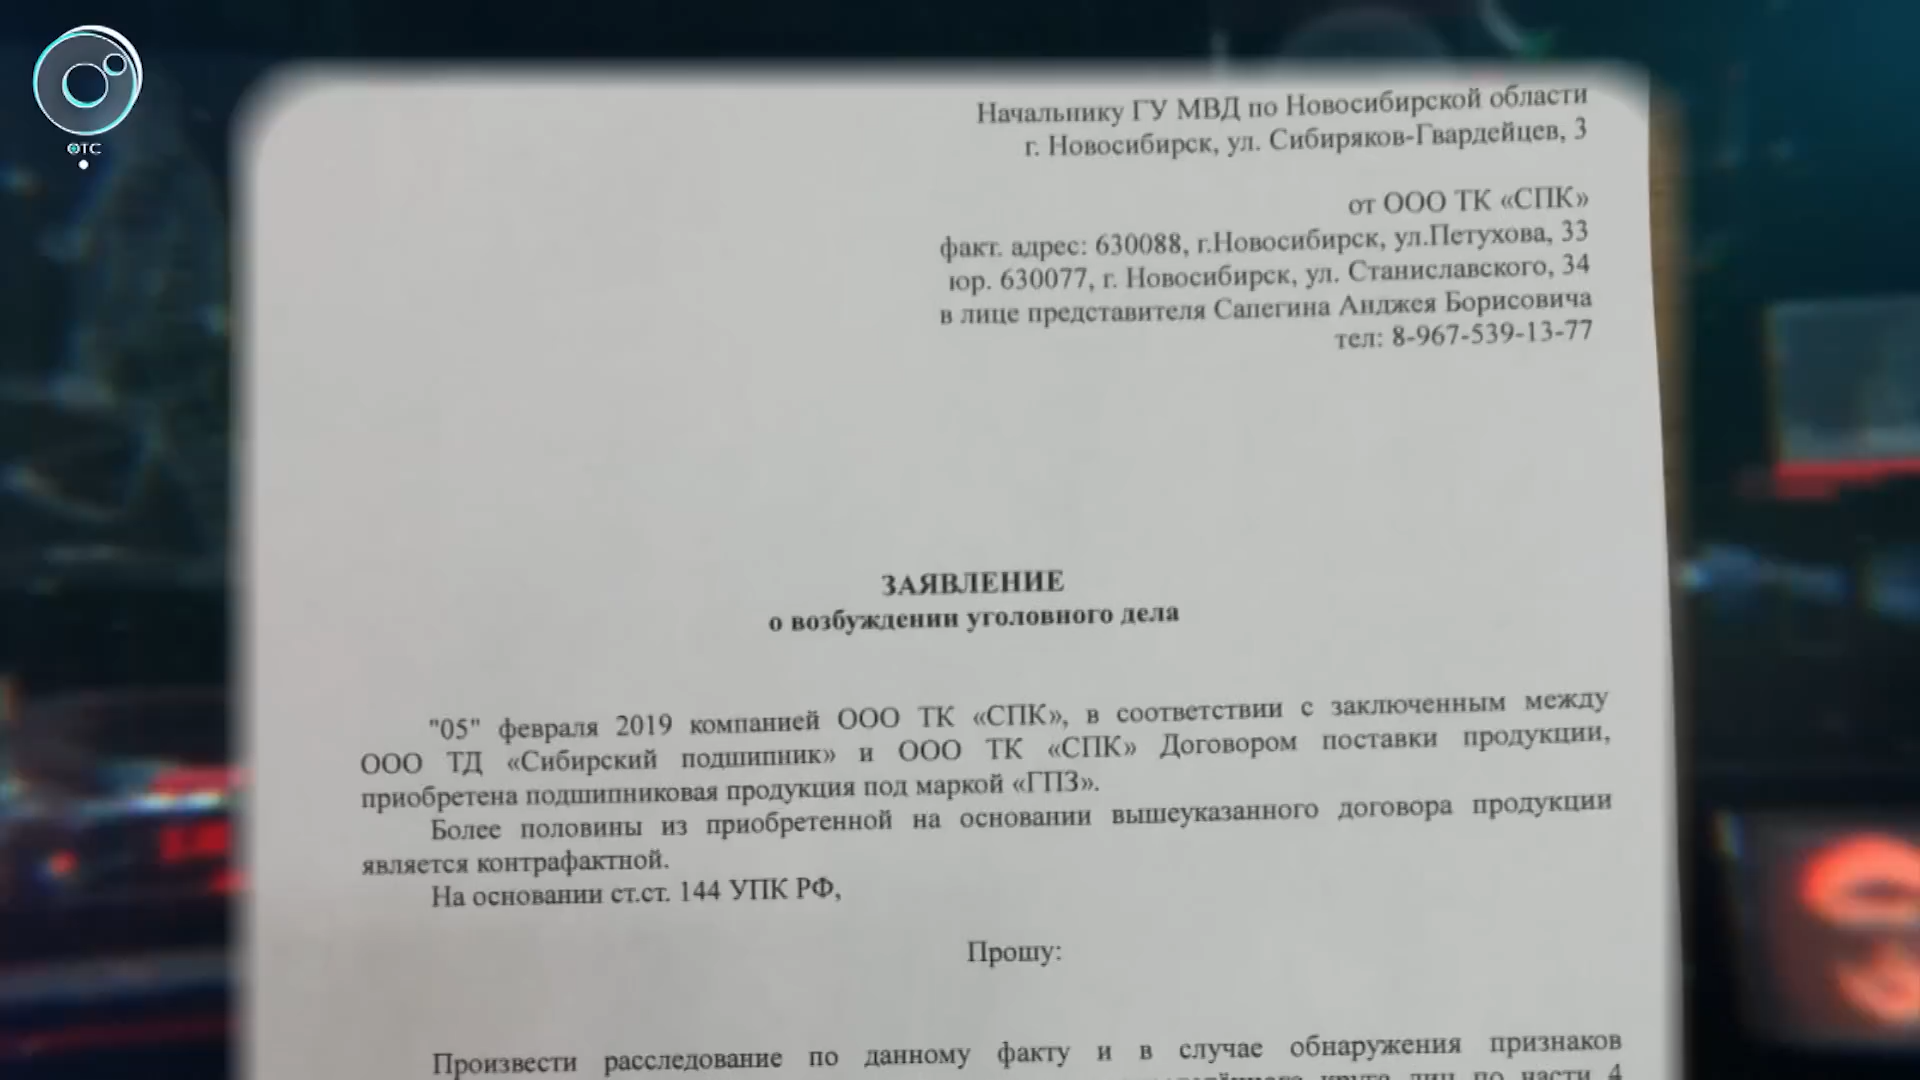 ОТС
Начальнику ГУ МВД по Новосибирской области
г. Новосибирск, ул. Сибиряков-Гвардейцев, 3
от ООО ТК «СПК»
факт. адрес: 630088, г.Новосибирск, ул.Петухова, 33
юр. 630077, г. Новосибирск, ул. Станиславского, 34
в лице представителя Сапегина Анджея Борисовича
тел: 8-967-539-13-77
ЗАЯВЛЕНИЕ
о возбуждении уголовного дела
"05" февраля 2019 компанией ООО ТК «СПК», в соответствии с заключенным между
ООО ТД «Сибирский подшипник» и ООО ТК «СПК» Договором поставки продукции,
приобретена подшипниковая продукция под маркой «ГПЗ».
Более половины из приобретенной на основании вышеуказанного договора продукции
является контрафактной.
На основании ст.ст. 144 УПК РФ,
Прошу:
Произвести расследование по данному факту и в случае обнаружения признаков
круга лиц по части 4